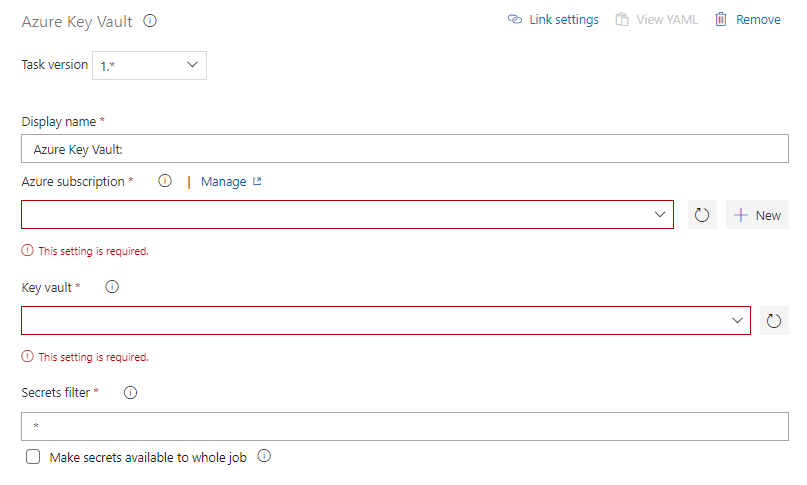 Azure Key Vault Link settings View YAML Remove
Task version 1.*
Display name *
Azure Key Vault:
Azure subscription * | Manage
New
This setting is required.
Key vault *
This setting is required.
Secrets filter *
*
Make secrets available to whole job